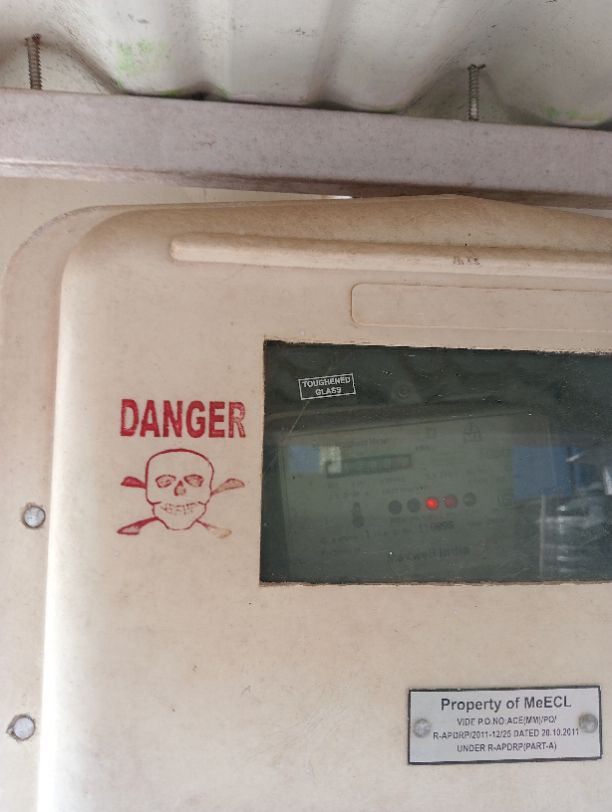 TOUGHENED
GLASS
DANGER
Property of MeECL
VIDE P.O.NO:ACE(MM)/PO/
R-APDRP/2011-12/25 DATED 20.10.2011
UNDER R-APDRP(PART-A)